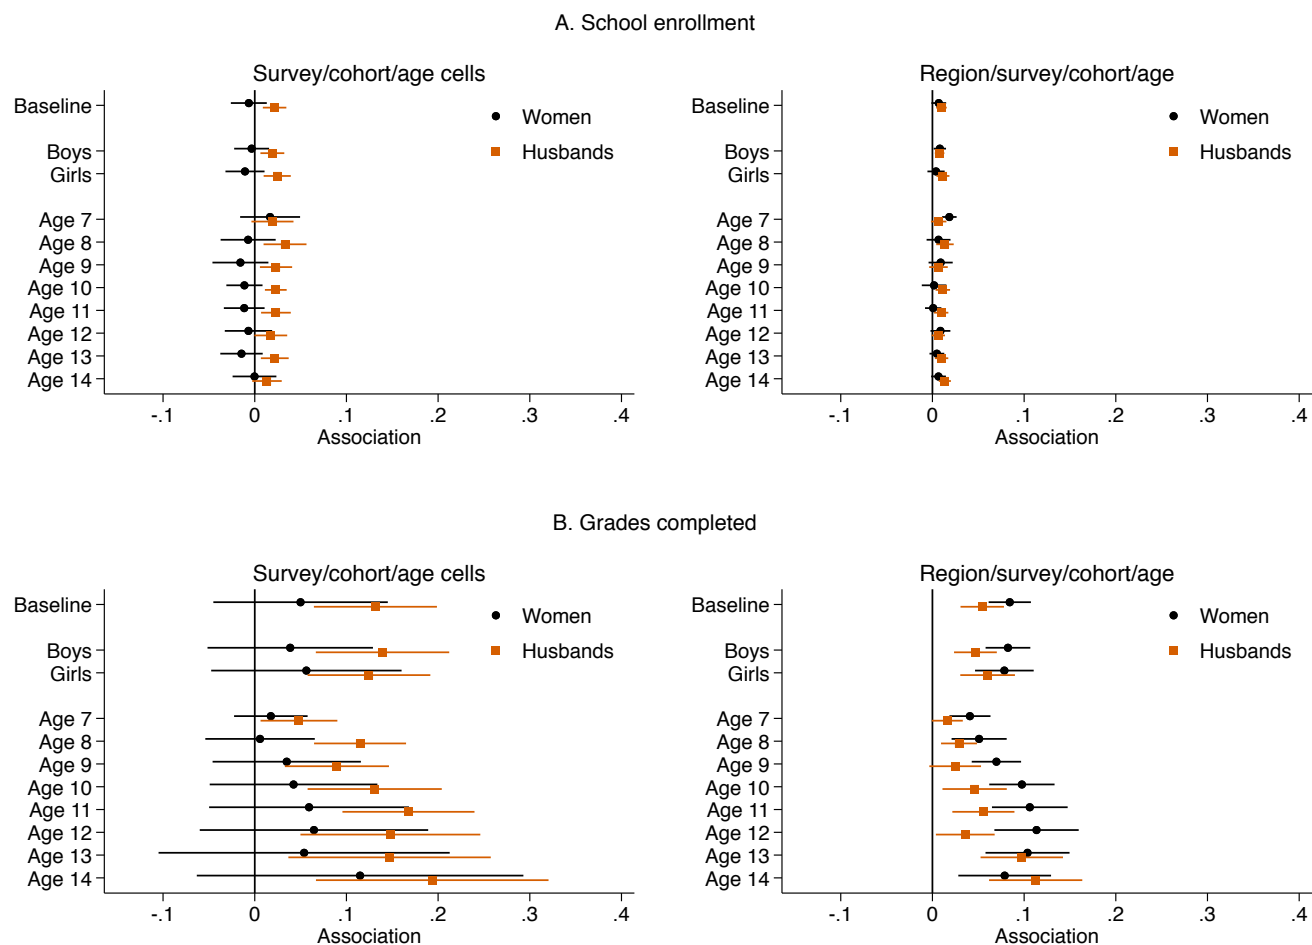 A. School enrollment
Survey/cohort/age cells
Baseline
Boys
Girls
Age 7
Age 8
Age 9
Age 10
Age 11
Age 12
Age 13
Age 14
Women
Husbands
-.1 0 .1 .2 .3 .4
Association
Region/survey/cohort/age
Baseline
Boys
Girls
Age 7
Age 8
Age 9
Age 10
Age 11
Age 12
Age 13
Age 14
Women
Husbands
-.1 0 .1 .2 .3 .4
Association
B. Grades completed
Survey/cohort/age cells
Baseline
Boys
Girls
Age 7
Age 8
Age 9
Age 10
Age 11
Age 12
Age 13
Age 14
Women
Husbands
-.1 0 .1 .2 .3 .4
Association
Region/survey/cohort/age
Baseline
Boys
Girls
Age 7
Age 8
Age 9
Age 10
Age 11
Age 12
Age 13
Age 14
Women
Husbands
-.1 0 .1 .2 .3 .4
Association